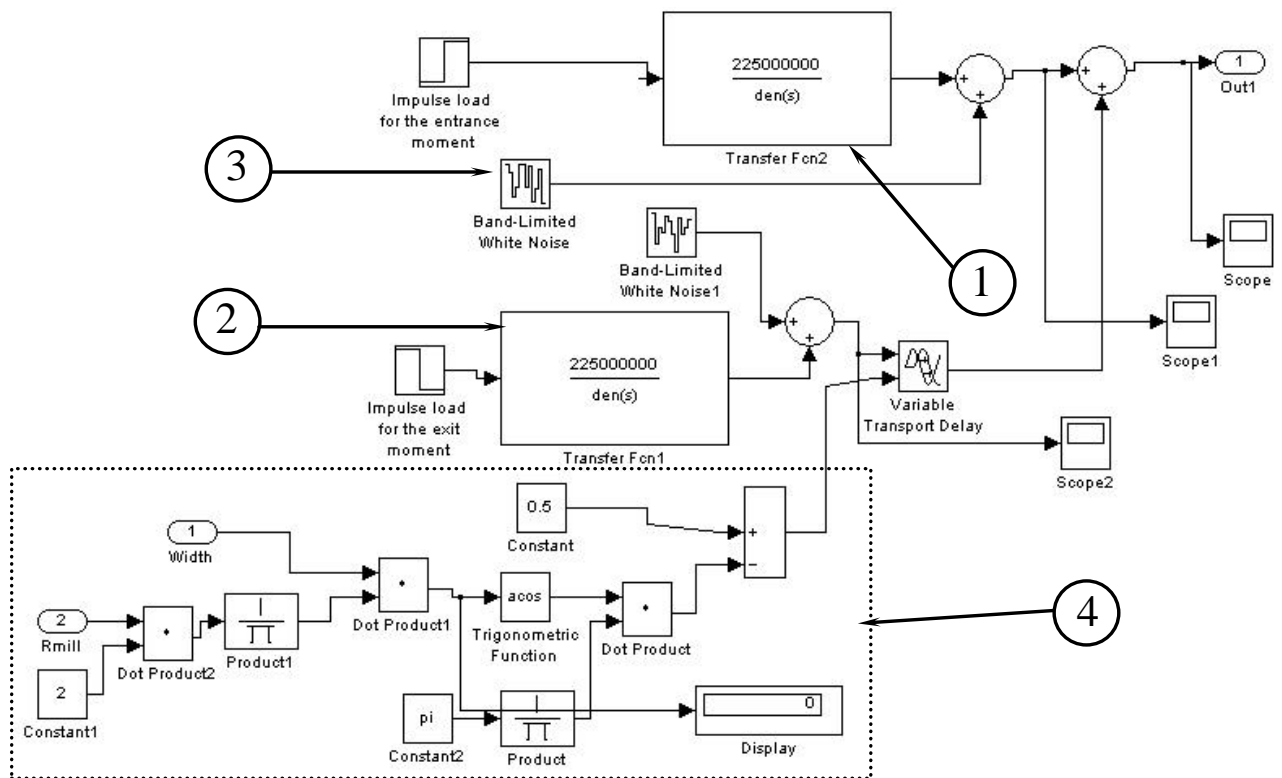 225000000
den(s)
Transfer Fcn2
Impulse load
for the entrance
moment
1
Out1
3
Band-Limited
White Noise
Band-Limited
White Noise1
1
Scope
2
225000000
den(s)
Transfer Fcn1
Impulse load
for the exit
moment
Scope1
Variable
Transport Delay
Scope2
1
Width
0.5
Constant
2
Rmill
Dot Product2
Product1
Dot Product1
acos
Trigonometric
Function
Dot Product
4
2
Constant1
pi
Constant2
Product
0
Display